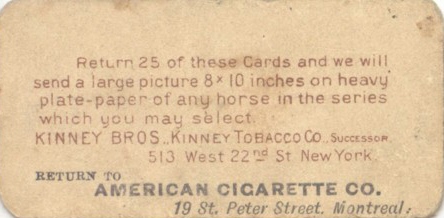 Return 25 of these Cards and we will
send a large picture 8 x 10 inches on heavy
plate-paper of any horse in the series
which you may select.
KINNEY BROS., KINNEY TOBACCO CO., SUCCESSOR
513 West 22nd St New York
RETURN TO
AMERICAN CIGARETTE CO.
19 St. Peter Street. Montreal.